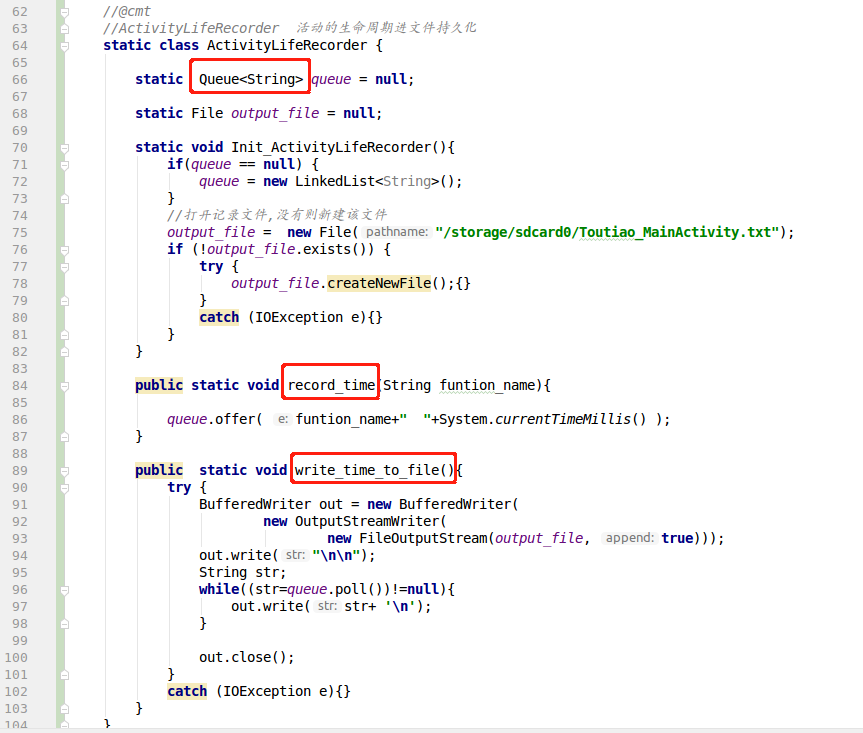 62 //@cmt
63 //ActivityLifeRecorder 活动的生命周期进文件持久化
64 static class ActivityLifeRecorder {
65
66 static Queue<String> queue = null;
67
68 static File output_file = null;
69
70 static void Init_ActivityLifeRecorder(){
71 if(queue == null) {
72 queue = new LinkedList<String>();
73 }
74 //打开记录文件,没有则新建该文件
75 output_file = new File( pathname: "/storage/sdcard0/Toutiao_MainActivity.txt");
76 if (!output_file.exists()) {
77 try {
78 output_file.createNewFile();{}
79 }
80 catch (IOException e){}
81 }
82 }
83
84 public static void record_time(String funtion_name){
85
86 queue.offer( e: funtion_name+"  "+System.currentTimeMillis() );
87 }
88
89 public static void write_time_to_file(){
90 try {
91 BufferedWriter out = new BufferedWriter(
92 new OutputStreamWriter(
93 new FileOutputStream(output_file, append: true)));
94 out.write( str: "\n\n");
95 String str;
96 while((str=queue.poll())!=null){
97 out.write( str: str+ '\n');
98 }
99
100 out.close();
101 }
102 catch (IOException e){}
103 }
104 }